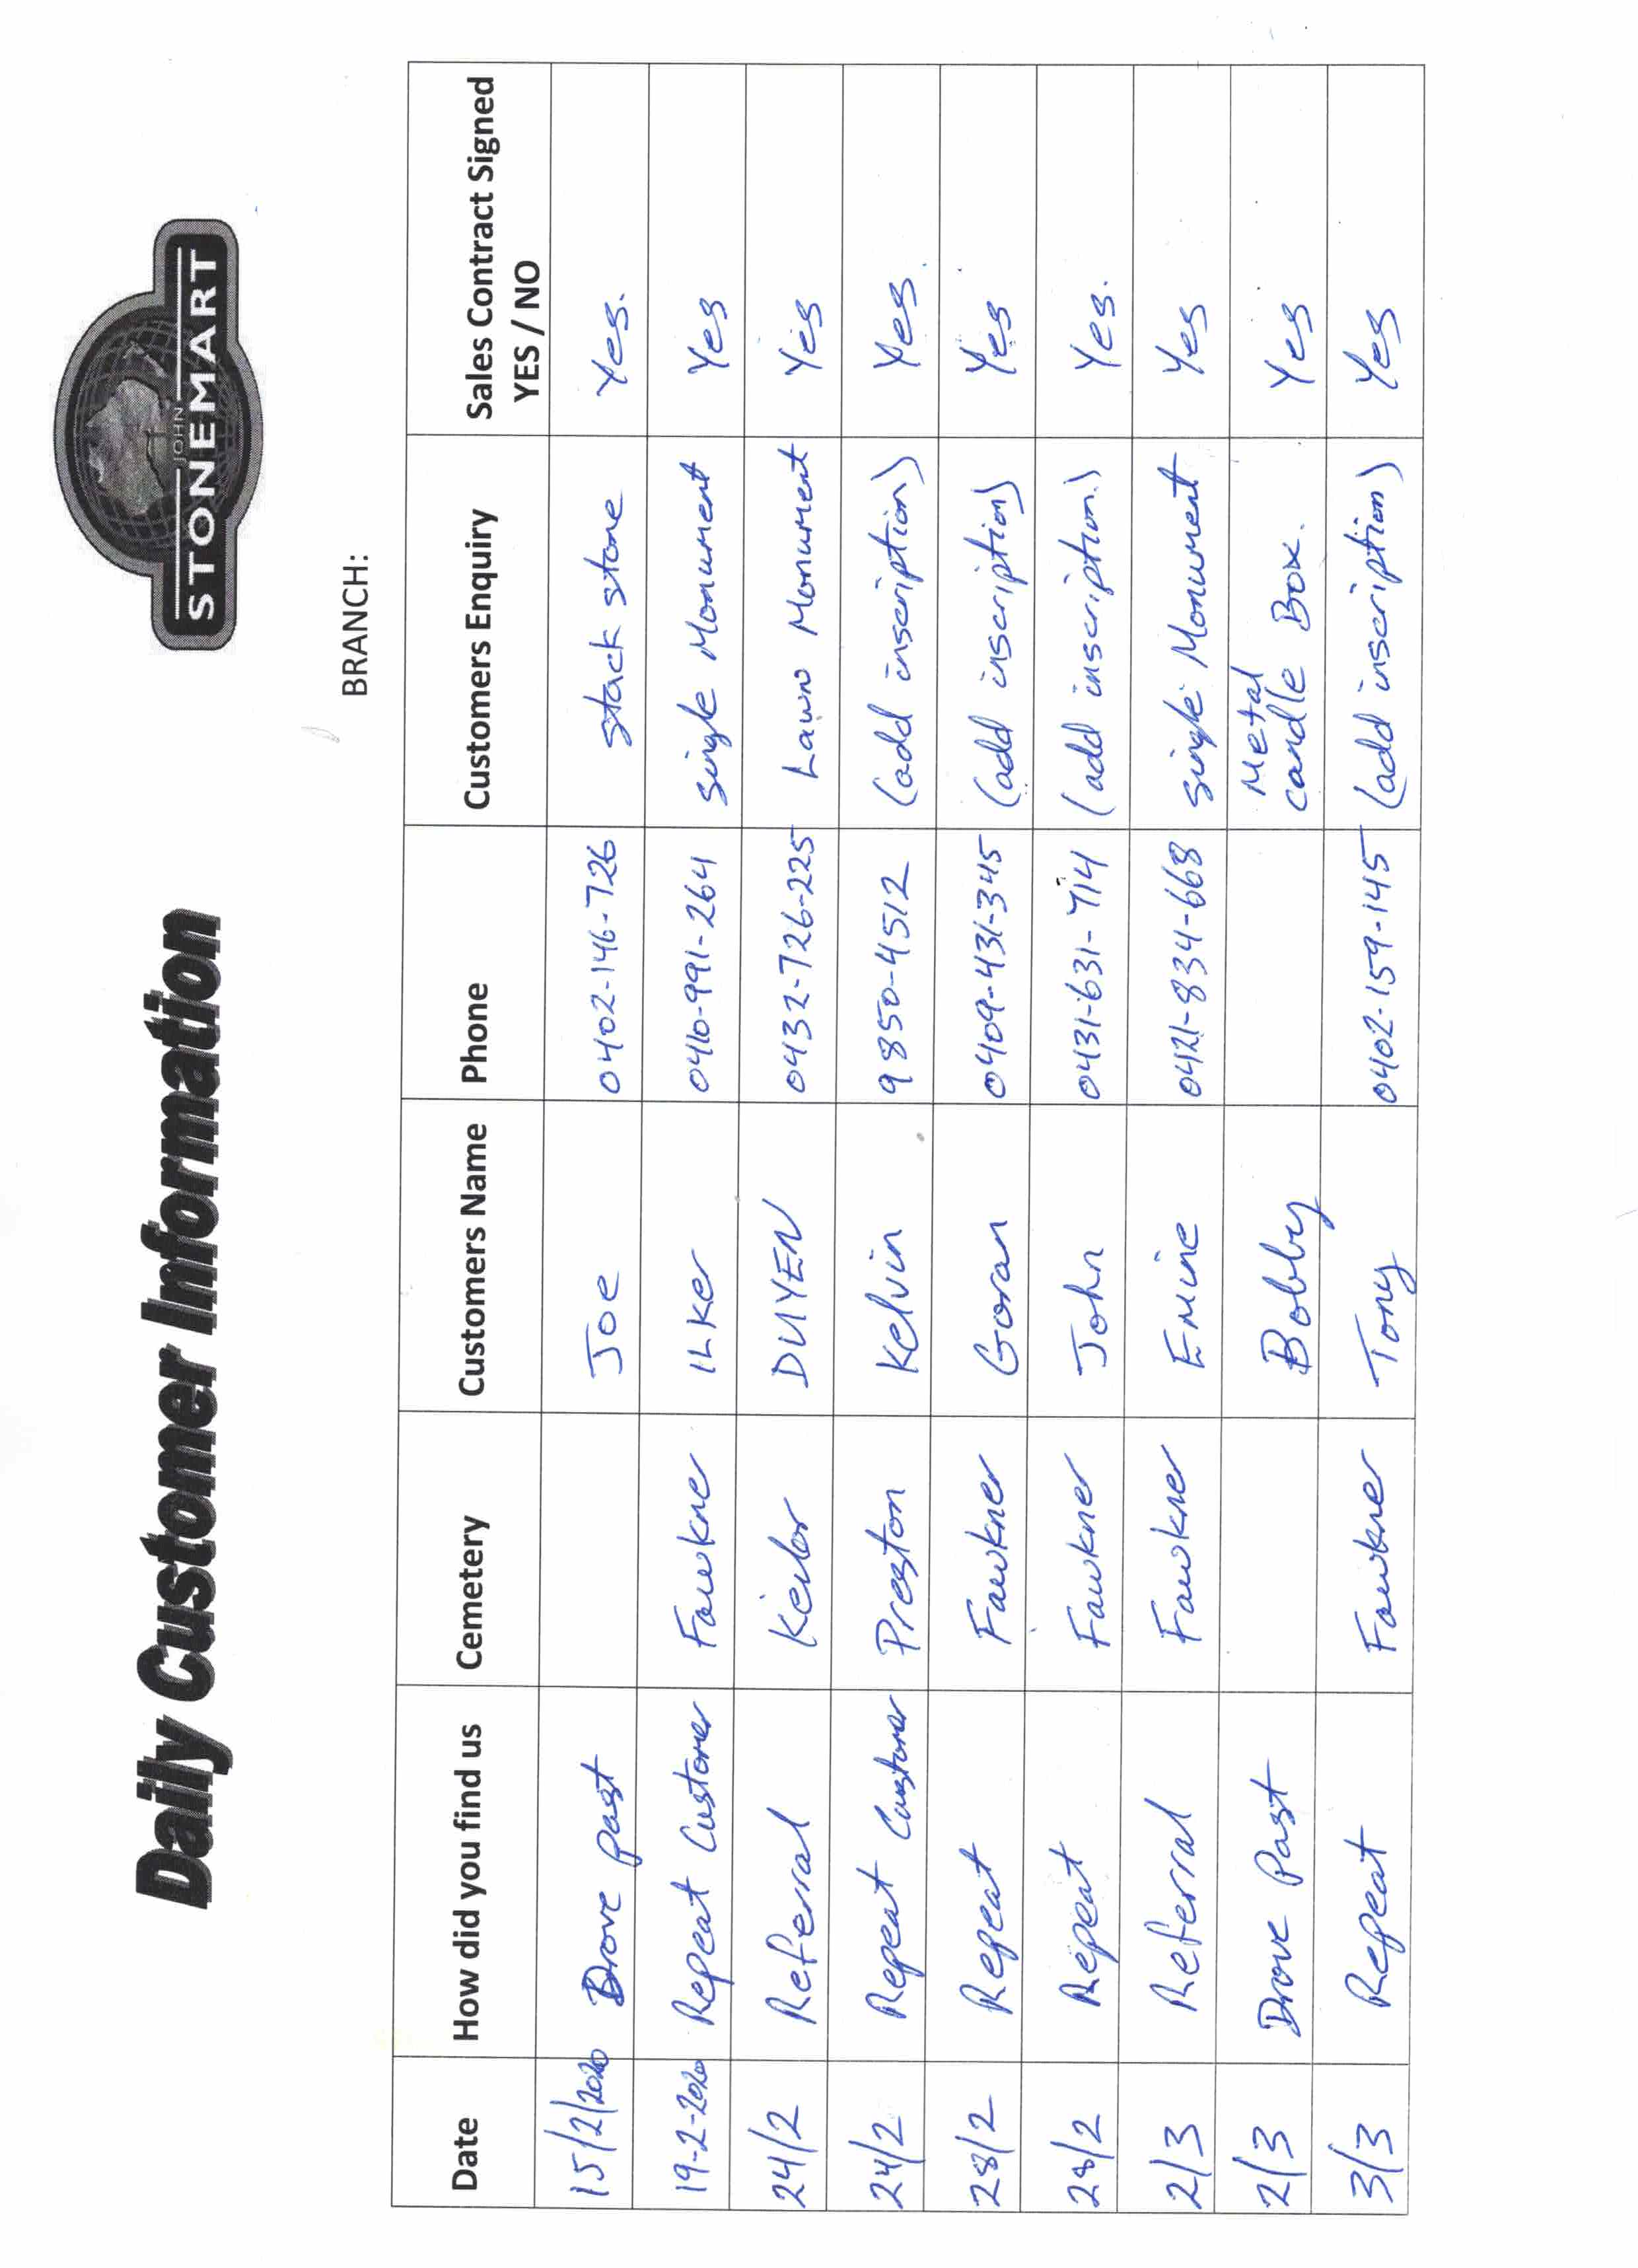 Daily Customer Information
JOHN
STONEMART
BRANCH:
Date How did you find us Cemetery Customers Name Phone Customers Enquiry Sales Contract Signed
YES / NO
15/2/2020 Drove past Joe 0402-146-726 stack stone Yes.
19-2-2020 Repeat Customer Fawkner ILKer 0410-991-264 single Monument Yes
24/2 Referral Keilor DUYEN 0432-726-225 Lawn Monument Yes
24/2 Repeat Customer Preston Kelvin 9850-4512 (add inscription) Yes.
28/2 Repeat Fawkner Goran 0409-431-345 (add inscription) Yes
28/2 Repeat Fawkner John 0431-631-714 (add inscription.) Yes.
2/3 Referral Fawkner Emine 0421-834-668 single Monument Yes
2/3 Drove Past Bobby Metal
candle Box. Yes
3/3 Repeat Fawkner Tony 0402-159-145 (add inscription) Yes